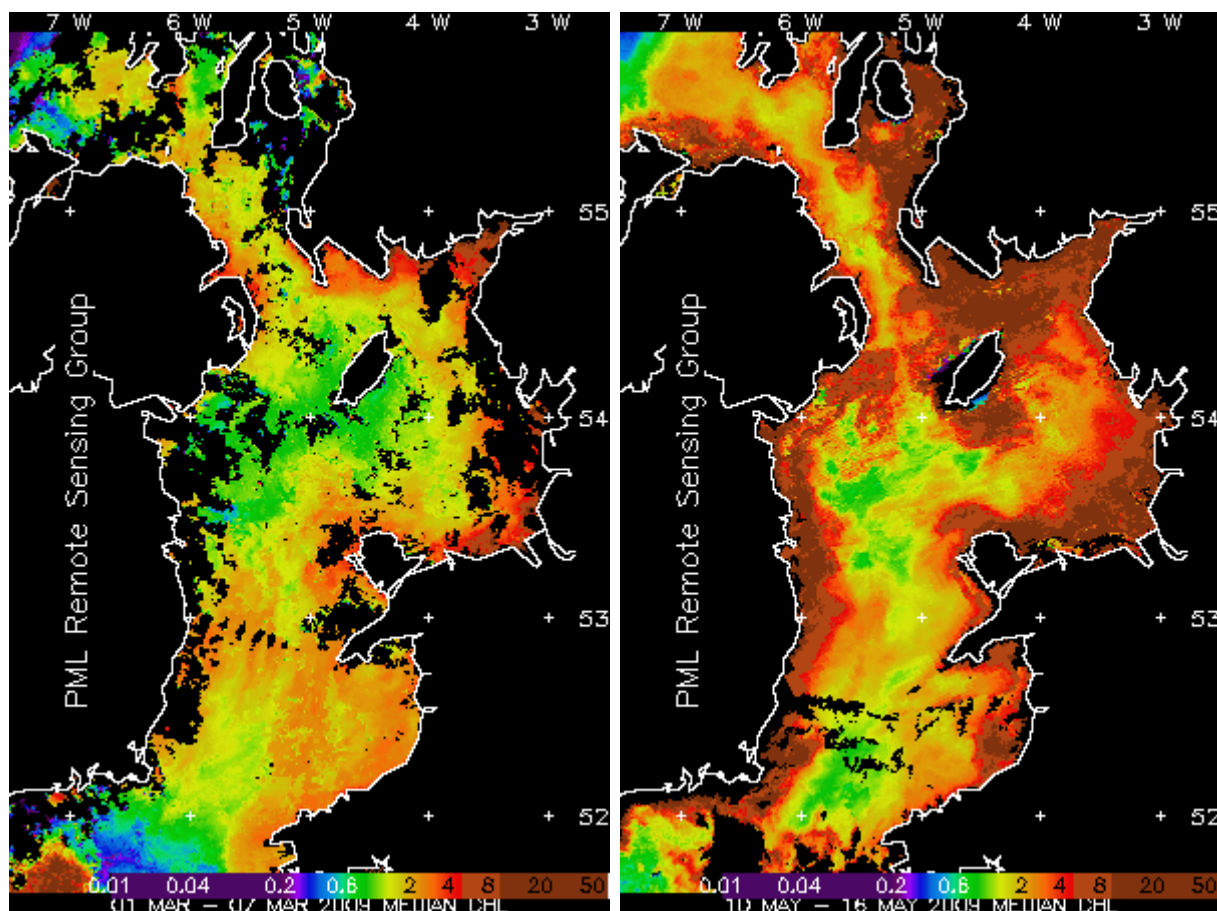 7 W 6 W 5 W 4 W 3 W
55
54
53
52
PML Remote Sensing Group
0.01 0.04 0.2 0.6 2 4 8 20 50
01 MAR - 07 MAR 2009 MEDIAN CHL
7 W 6 W 5 W 4 W 3 W
55
54
53
52
PML Remote Sensing Group
0.01 0.04 0.2 0.6 2 4 8 20 50
10 MAY - 16 MAY 2009 MEDIAN CHL